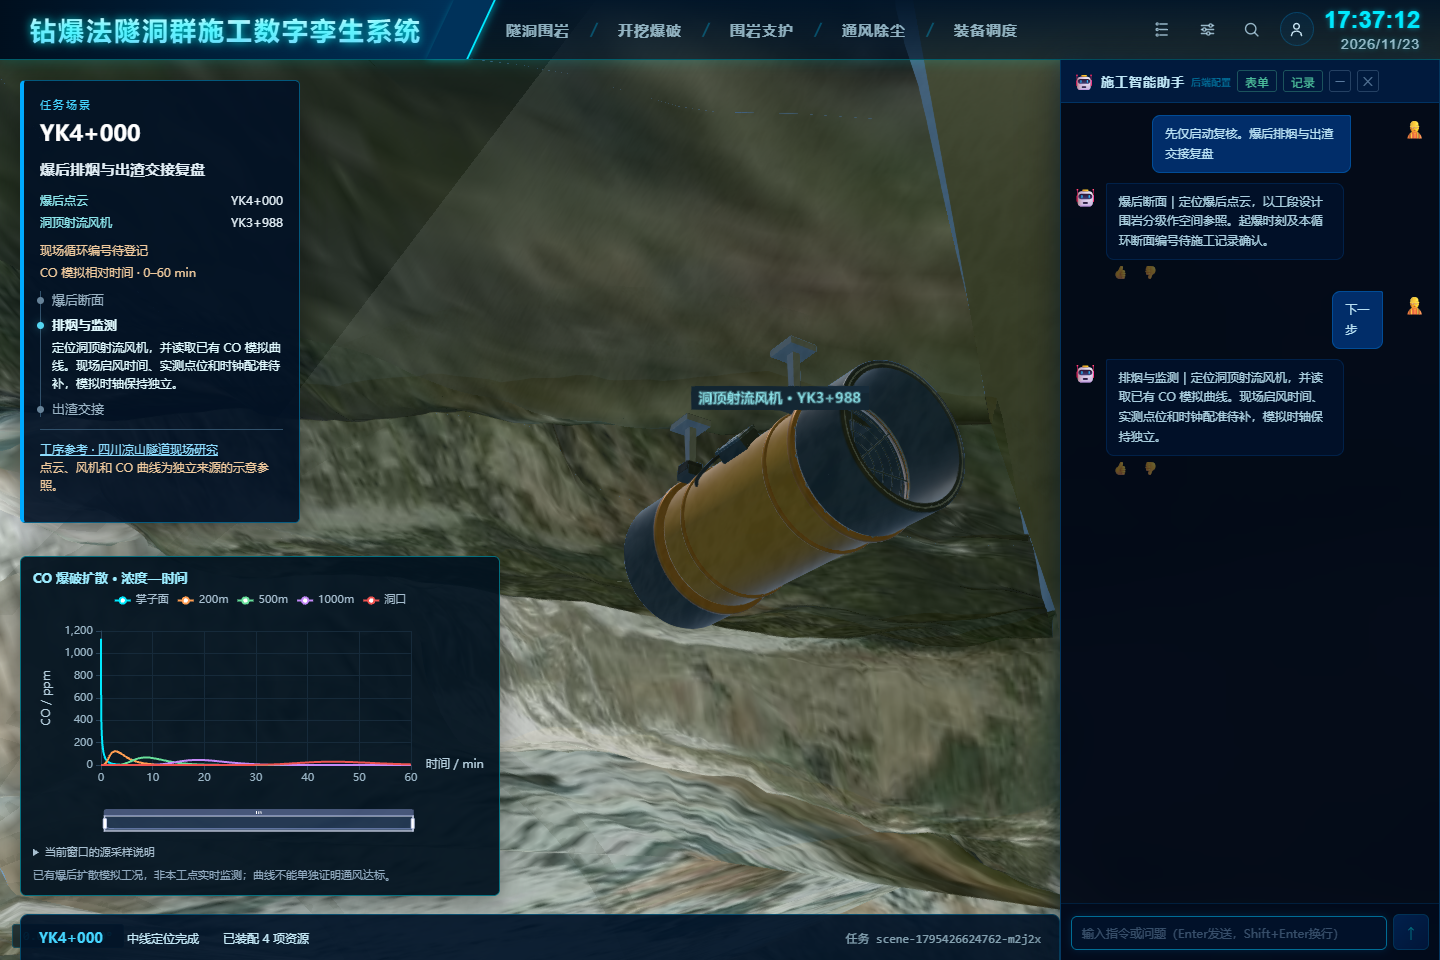 钻爆法隧洞群施工数字孪生系统
隧洞围岩 / 开挖爆破 / 围岩支护 / 通风除尘 / 装备调度
17:37:12
2026/11/23
任务场景
YK4+000
爆后排烟与出渣交接复盘
爆后点云 YK4+000
洞顶射流风机 YK3+988
现场循环编号待登记
CO 模拟相对时间 · 0–60 min
爆后断面
排烟与监测
定位洞顶射流风机，并读取已有 CO 模拟曲
线。现场启风时间、实测点位和时钟配准待
补，模拟时轴保持独立。
出渣交接
工序参考 · 四川凉山隧道现场研究
点云、风机和 CO 曲线为独立来源的示意参
照。
洞顶射流风机 • YK3+988
CO 爆破扩散 • 浓度—时间
掌子面 200m 500m 1000m 洞口
CO / ppm
1,200
1,000
800
600
400
200
0
0 10 20 30 40 50 60
时间 / min
当前窗口的源采样说明
已有爆后扩散模拟工况，非本工点实时监测；曲线不能单独证明通风达标。
YK4+000 中线定位完成 已装配 4 项资源 任务 scene-1795426624762-m2j2x
施工智能助手 后端配置 表单 记录
先仅启动复核。爆后排烟与出渣
交接复盘
爆后断面 | 定位爆后点云，以工段设计
围岩分级作空间参照。起爆时刻及本循
环断面编号待施工记录确认。
下一
步
排烟与监测 | 定位洞顶射流风机，并读
取已有 CO 模拟曲线。现场启风时间、
实测点位和时钟配准待补，模拟时轴保
持独立。
输入指令或问题（Enter发送，Shift+Enter换行）